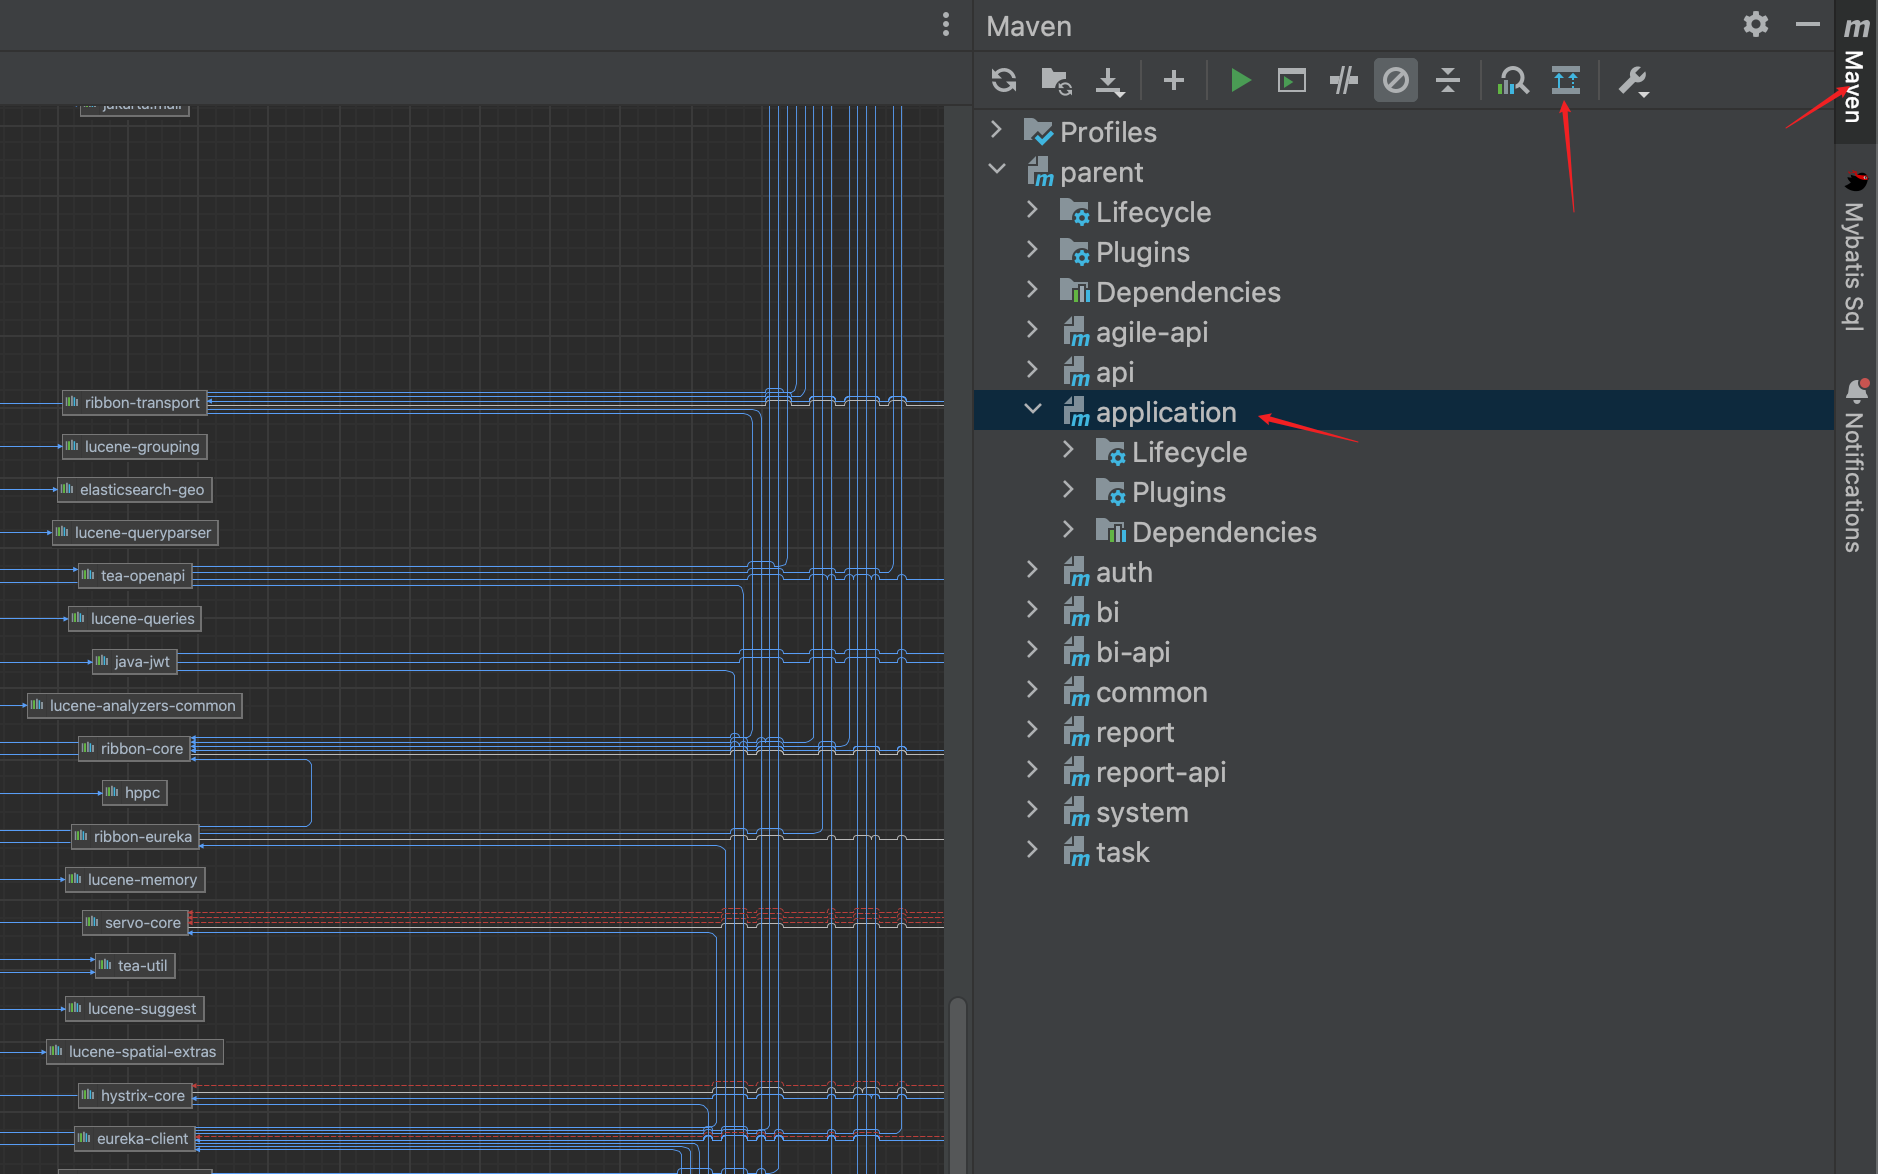 jakarta.mail
ribbon-transport
lucene-grouping
elasticsearch-geo
lucene-queryparser
tea-openapi
lucene-queries
java-jwt
lucene-analyzers-common
ribbon-core
hppc
ribbon-eureka
lucene-memory
servo-core
tea-util
lucene-suggest
lucene-spatial-extras
hystrix-core
eureka-client
Maven
Profiles
parent
Lifecycle
Plugins
Dependencies
agile-api
api
application
Lifecycle
Plugins
Dependencies
auth
bi
bi-api
common
report
report-api
system
task
Maven
Mybatis Sql
Notifications